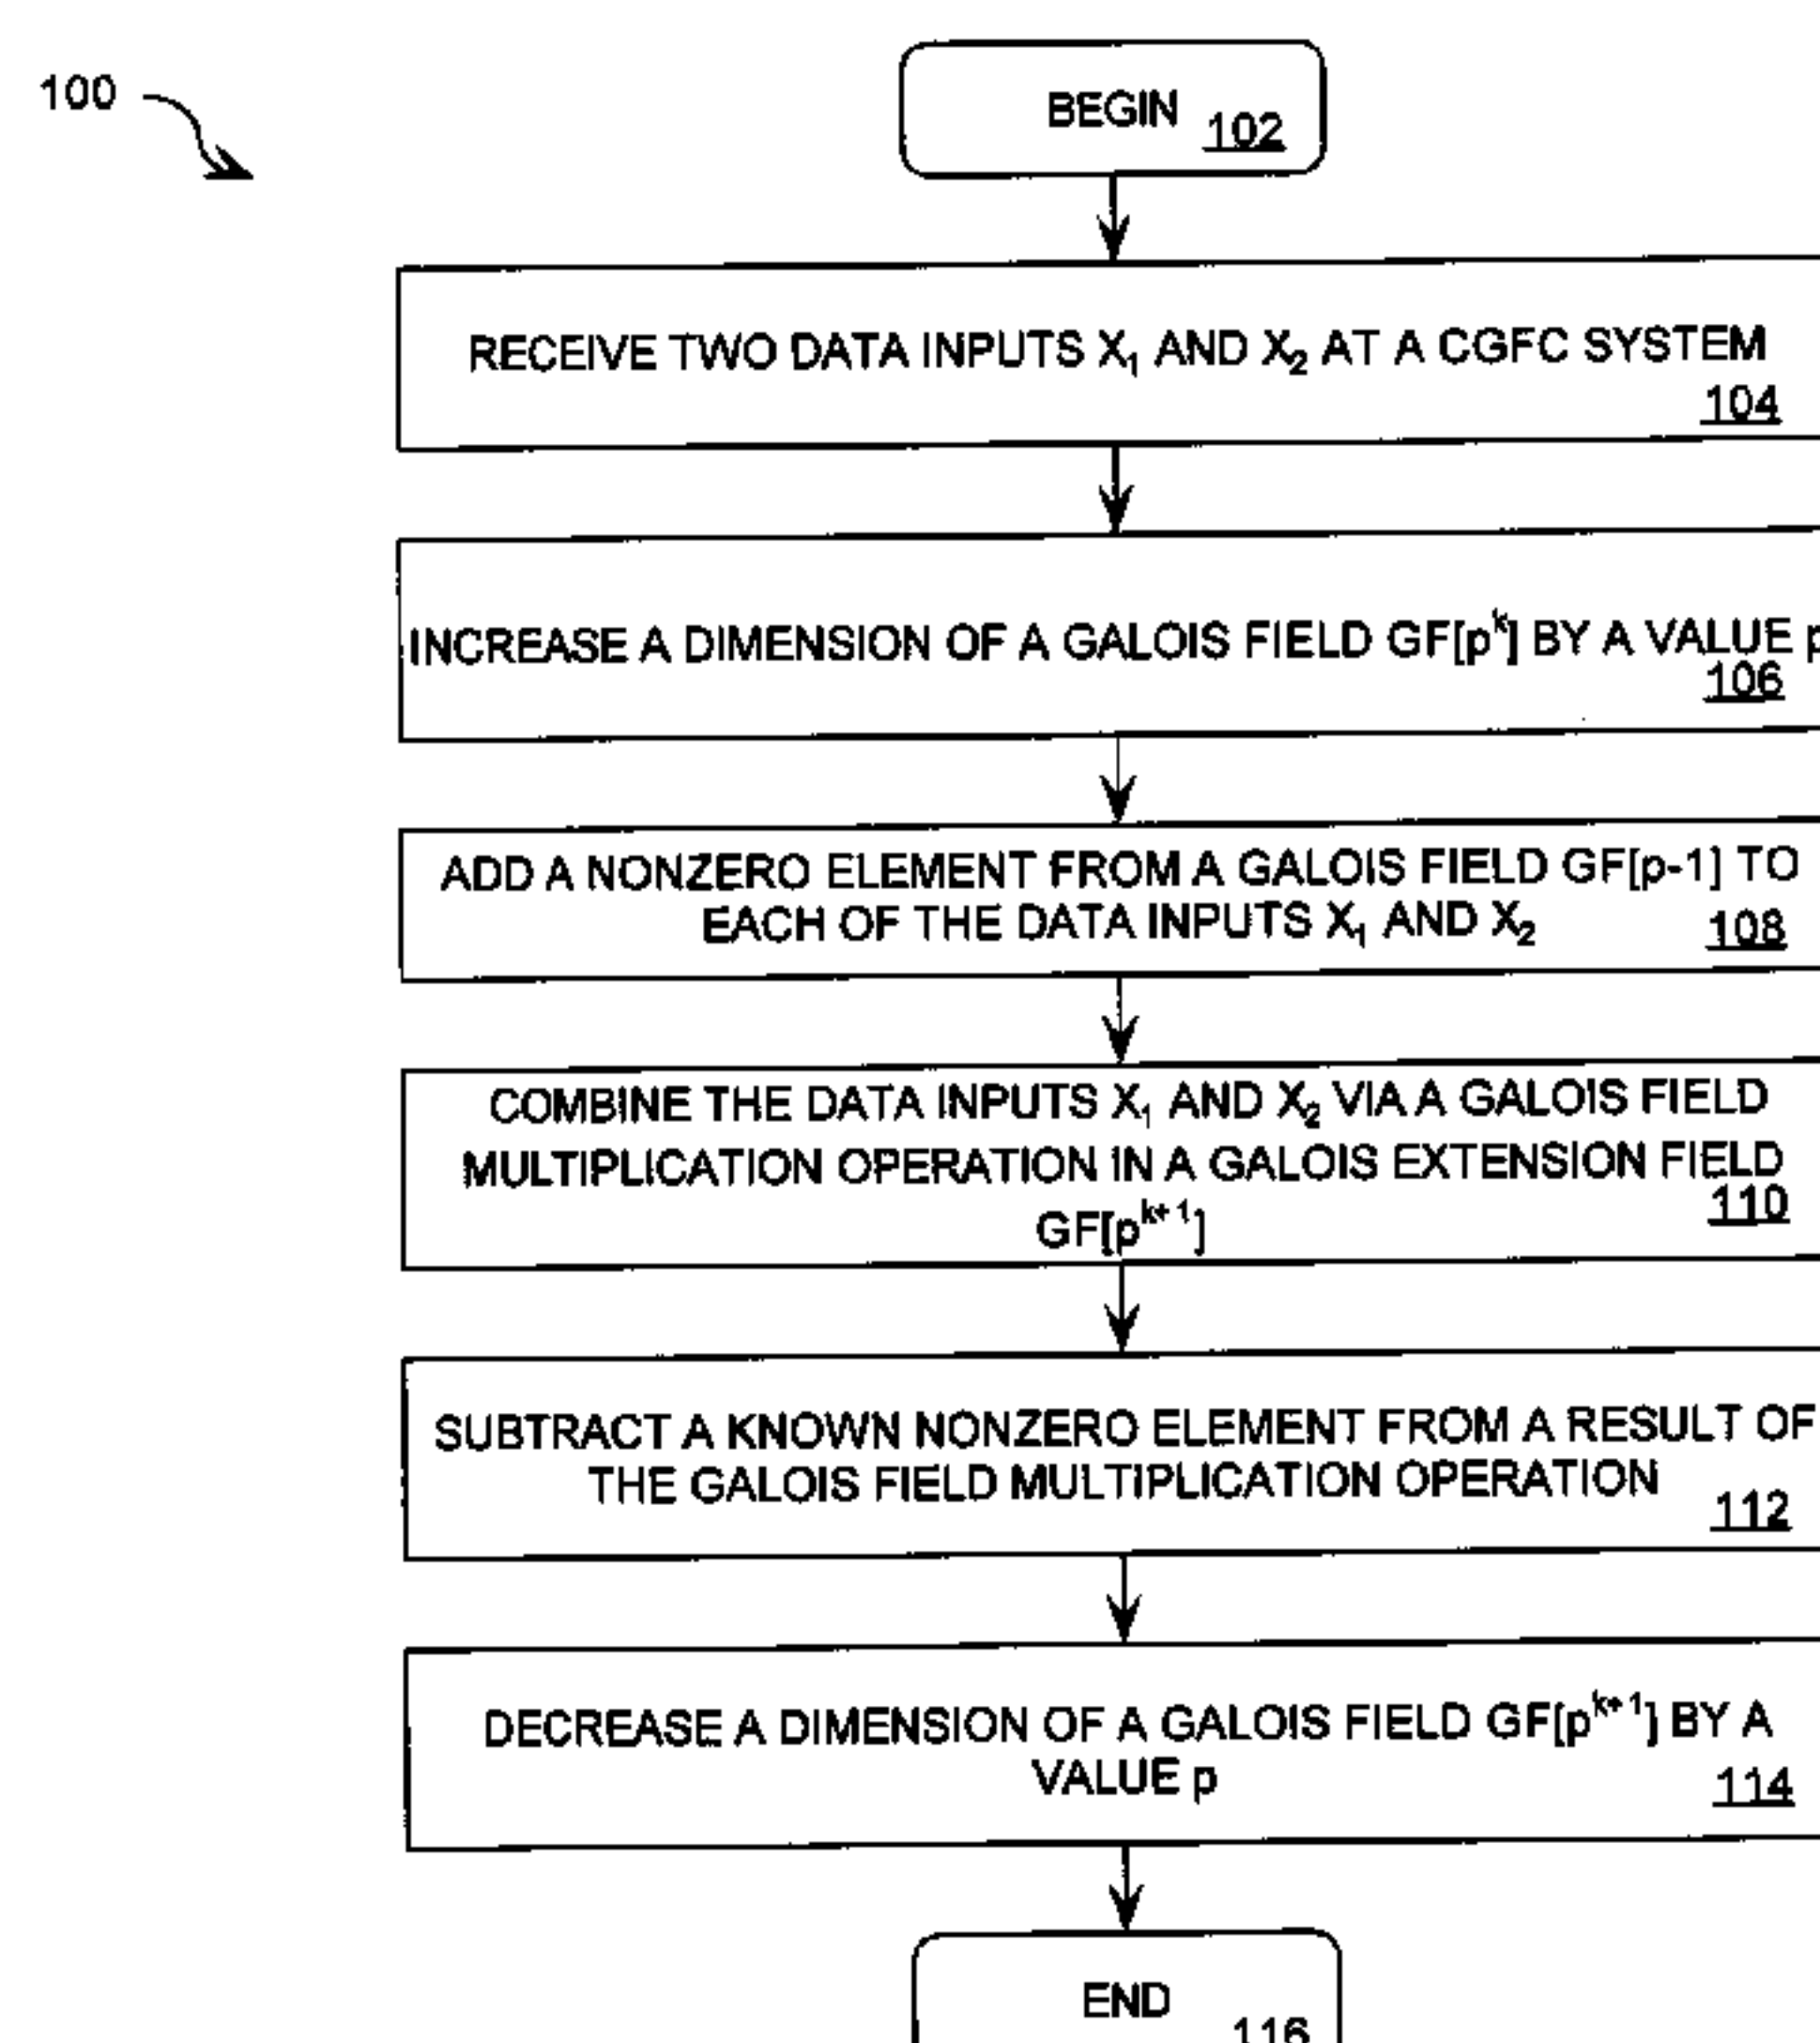 100
BEGIN 102
RECEIVE TWO DATA INPUTS X₁ AND X₂ AT A CGFC SYSTEM
104
INCREASE A DIMENSION OF A GALOIS FIELD GF[pᵏ] BY A VALUE p
106
ADD A NONZERO ELEMENT FROM A GALOIS FIELD GF[p-1] TO
EACH OF THE DATA INPUTS X₁ AND X₂ 108
COMBINE THE DATA INPUTS X₁ AND X₂ VIA A GALOIS FIELD
MULTIPLICATION OPERATION IN A GALOIS EXTENSION FIELD
GF[pᵏ⁺¹] 110
SUBTRACT A KNOWN NONZERO ELEMENT FROM A RESULT OF
THE GALOIS FIELD MULTIPLICATION OPERATION 112
DECREASE A DIMENSION OF A GALOIS FIELD GF[pᵏ⁺¹] BY A
VALUE p 114
END
116